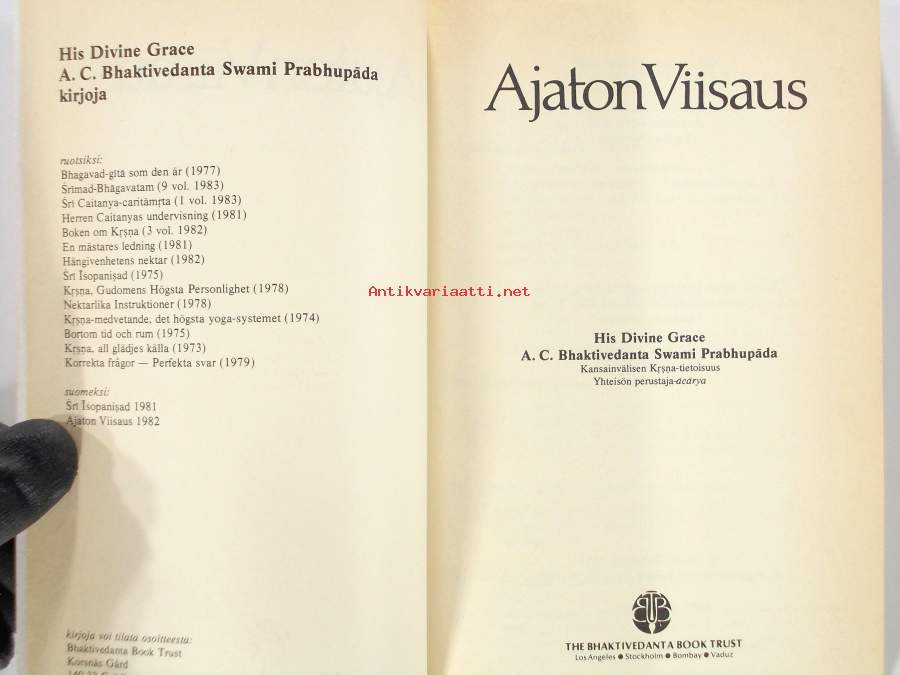 His Divine Grace
A. C. Bhaktivedanta Swami Prabhupāda
kirjoja
ruotsiksi:
Bhagavad-gītā som den är (1977)
Śrīmad-Bhāgavatam (9 vol. 1983)
Śrī Caitanya-caritāmṛta (1 vol. 1983)
Herren Caitanyas undervisning (1981)
Boken om Kṛṣṇa (3 vol. 1982)
En mästares ledning (1981)
Hängivenhetens nektar (1982)
Śrī Īśopaniṣad (1975)
Kṛṣṇa, Gudomens Högsta Personlighet (1978)
Nektarlika Instruktioner (1978)
Kṛṣṇa-medvetande, det högsta yoga-systemet (1974)
Bortom tid och rum (1975)
Kṛṣṇa, all glädjes källa (1973)
Korrekta frågor — Perfekta svar (1979)
suomeksi:
Śrī Īśopaniṣad 1981
Ajaton Viisaus 1982
kirjoja voi tilata osoitteesta:
Bhaktivedanta Book Trust
Korsnäs Gård
Ajaton Viisaus
Antikvariaatti.net
His Divine Grace
A. C. Bhaktivedanta Swami Prabhupāda
Kansainvälisen Kṛṣṇa-tietoisuus
Yhteisön perustaja-ācārya
BBT
THE BHAKTIVEDANTA BOOK TRUST
Los Angeles ● Stockholm ● Bombay ● Vaduz